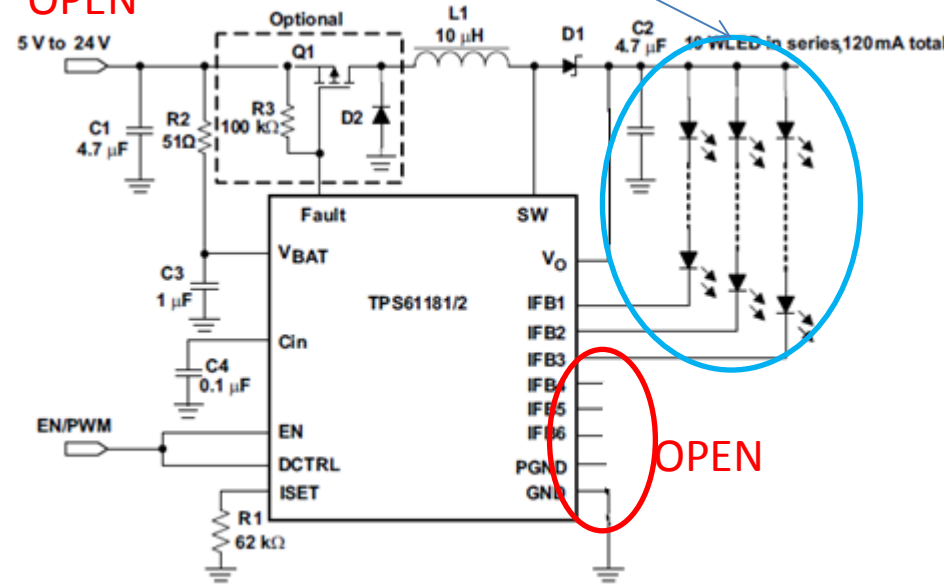 OPEN
Optional
L1
10 µH
D1
C2
4.7 µF
10 WLED in series,120mA total
5 V to 24 V
Q1
R3
100 kΩ
D2
R2
51Ω
C1
4.7 µF
Fault
SW
VBAT
VO
C3
1 µF
TPS61181/2
IFB1
IFB2
IFB3
IFB4
IFB5
IFB6
Cin
C4
0.1 µF
EN/PWM
EN
DCTRL
ISET
PGND
GND
OPEN
R1
62 kΩ